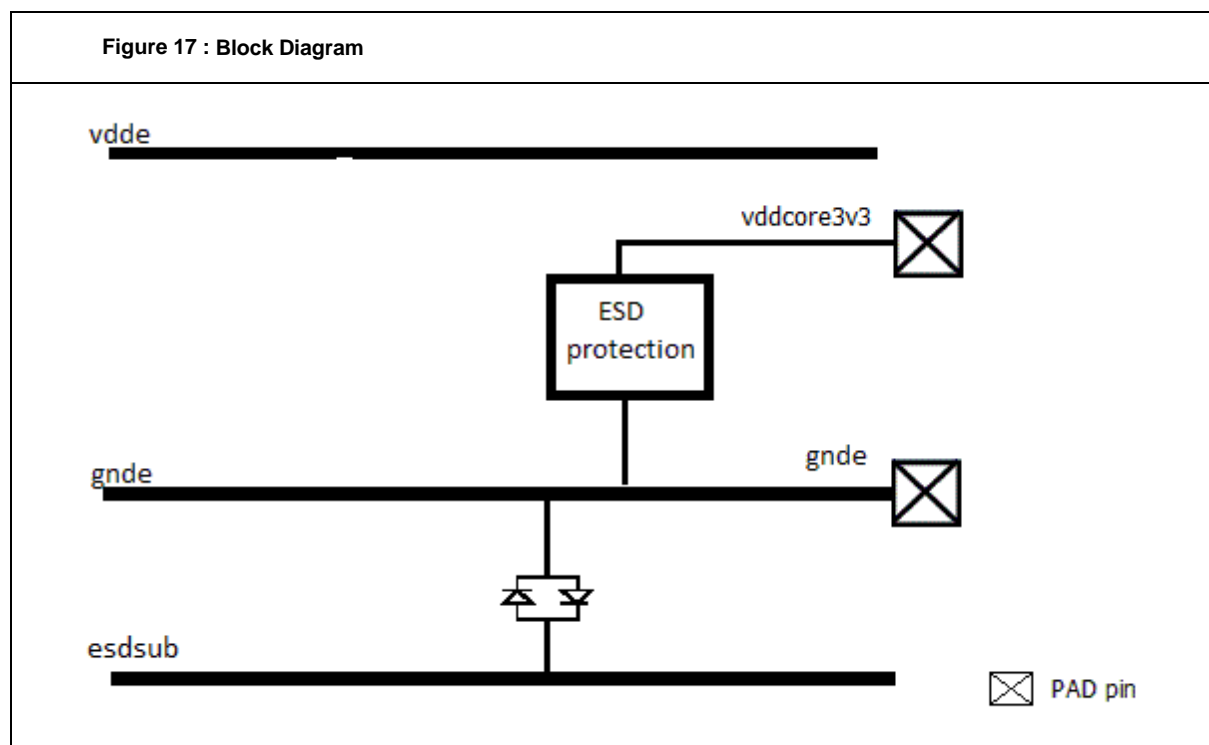 Figure 17 : Block Diagram
vdde
vddcore3v3
ESD
protection
gnde
gnde
esdsub
PAD pin